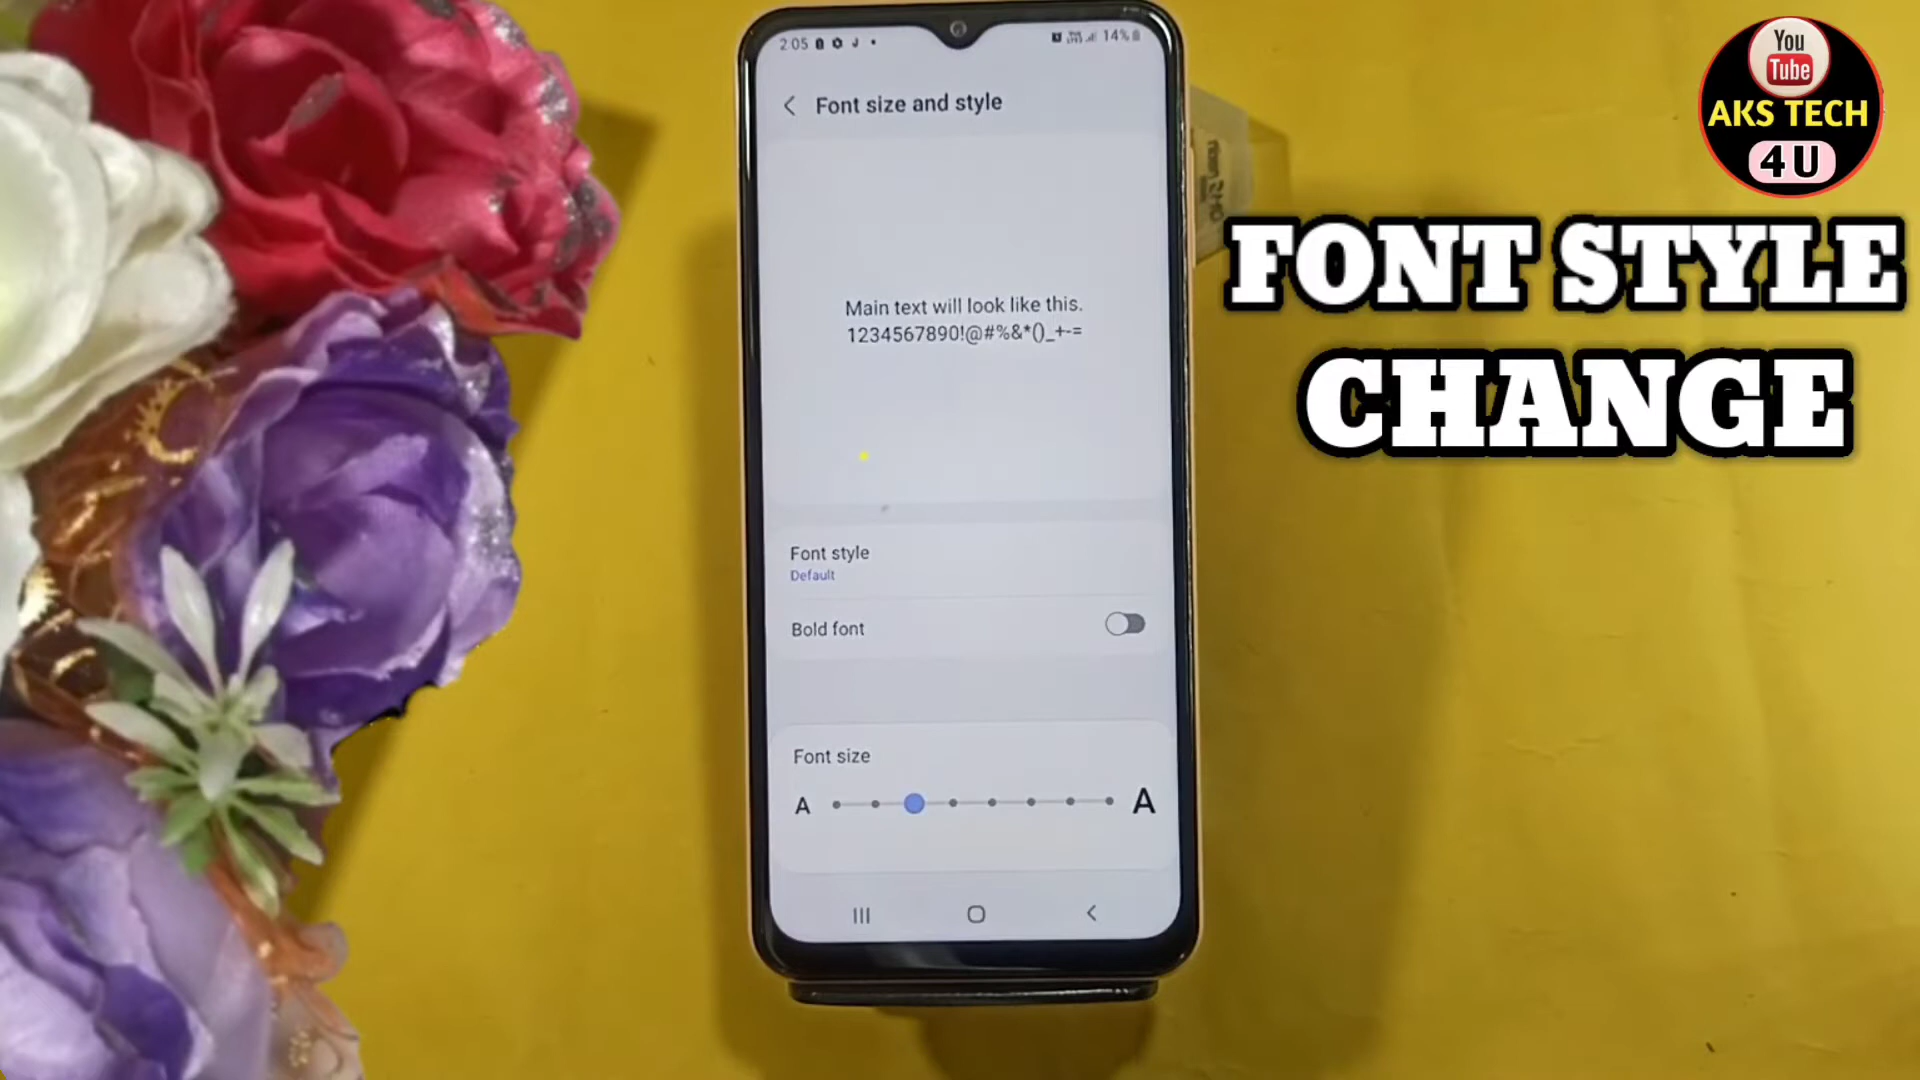 2:05
14%
Font size and style
Main text will look like this.
1234567890!@#%&*()_+-=
Font style
Default
Bold font
Font size
A
A
You
Tube
AKS TECH
4 U
FONT STYLE
CHANGE